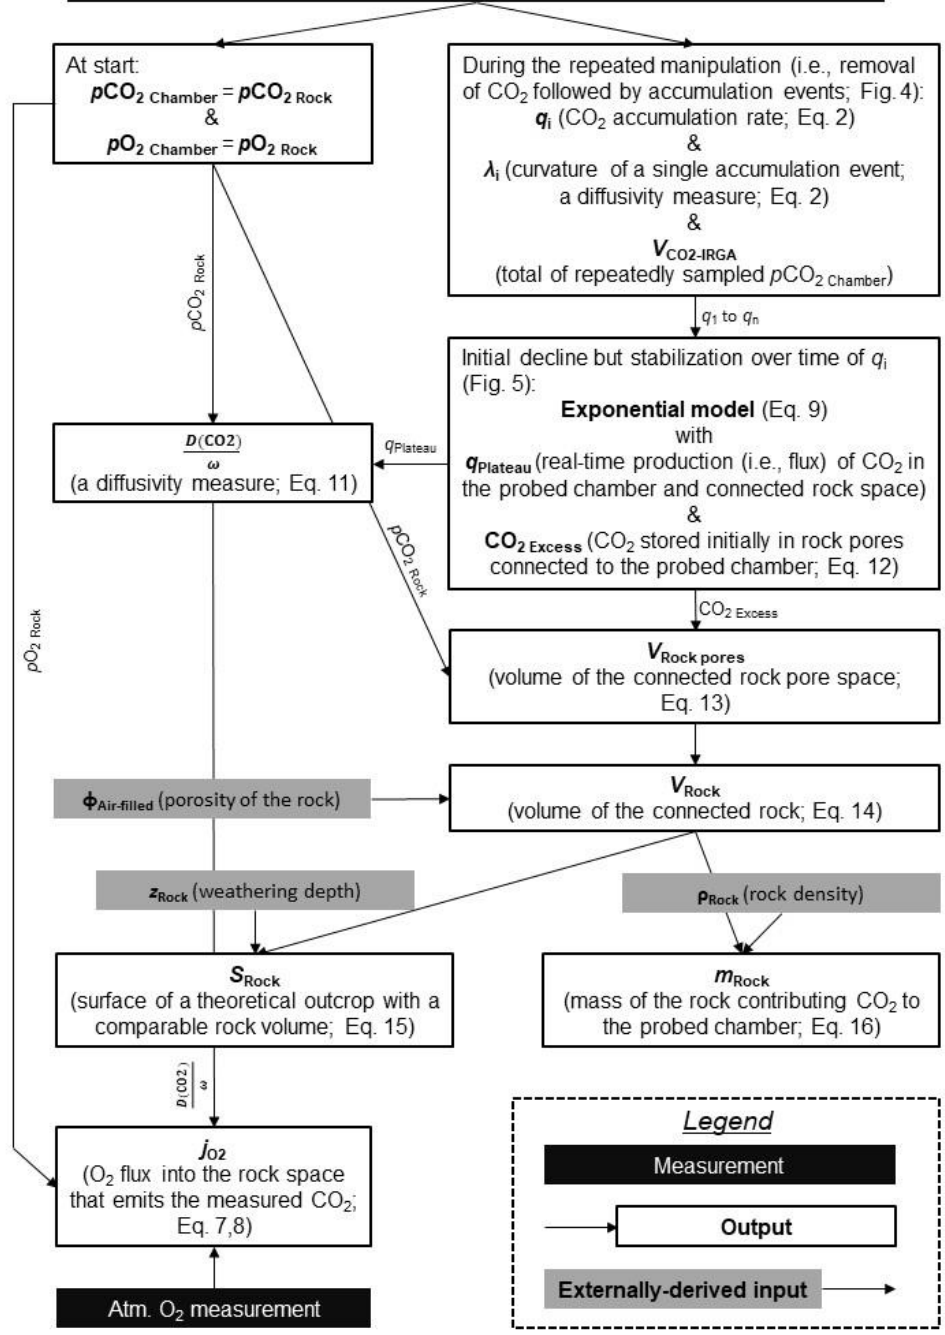 At start:
pCO2 Chamber = pCO2 Rock
&
pO2 Chamber = pO2 Rock
During the repeated manipulation (i.e., removal
of CO2 followed by accumulation events; Fig. 4):
qi (CO2 accumulation rate; Eq. 2)
&
λi (curvature of a single accumulation event;
a diffusivity measure; Eq. 2)
&
VCO2-IRGA
(total of repeatedly sampled pCO2 Chamber)
pCO2 Rock
q1 to qn
Initial decline but stabilization over time of qi
(Fig. 5):
Exponential model (Eq. 9)
with
qPlateau (real-time production (i.e., flux) of CO2 in
the probed chamber and connected rock space)
&
CO2 Excess (CO2 stored initially in rock pores
connected to the probed chamber; Eq. 12)
qPlateau
D(CO2)
ω
(a diffusivity measure; Eq. 11)
pCO2 Rock
CO2 Excess
pO2 Rock
VRock pores
(volume of the connected rock pore space;
Eq. 13)
ϕAir-filled (porosity of the rock)
VRock
(volume of the connected rock; Eq. 14)
zRock (weathering depth)
ρRock (rock density)
SRock
(surface of a theoretical outcrop with a
comparable rock volume; Eq. 15)
mRock
(mass of the rock contributing CO2 to
the probed chamber; Eq. 16)
D(CO2)
ω
jO2
(O2 flux into the rock space
that emits the measured CO2;
Eq. 7,8)
Atm. O2 measurement
Legend
Measurement
Output
Externally-derived input